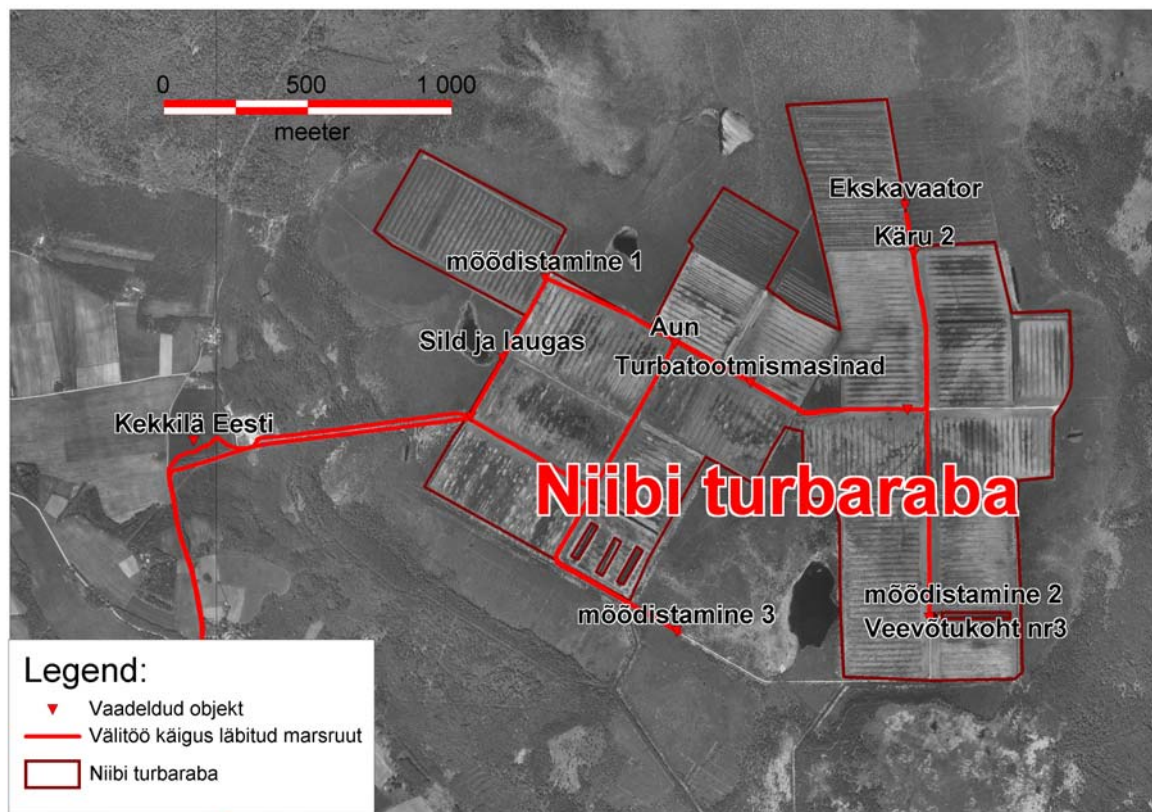 0 500 1 000
meeter
Ekskavaator
Käru 2
mõõdistamine 1
Aun
Sild ja laugas
Turbatootmismasinad
Kekkilä Eesti
Niibi turbaraba
mõõdistamine 2
mõõdistamine 3
Veevõtukoht nr3
Legend:
Vaadeldud objekt
Välitöö käigus läbitud marsruut
Niibi turbaraba